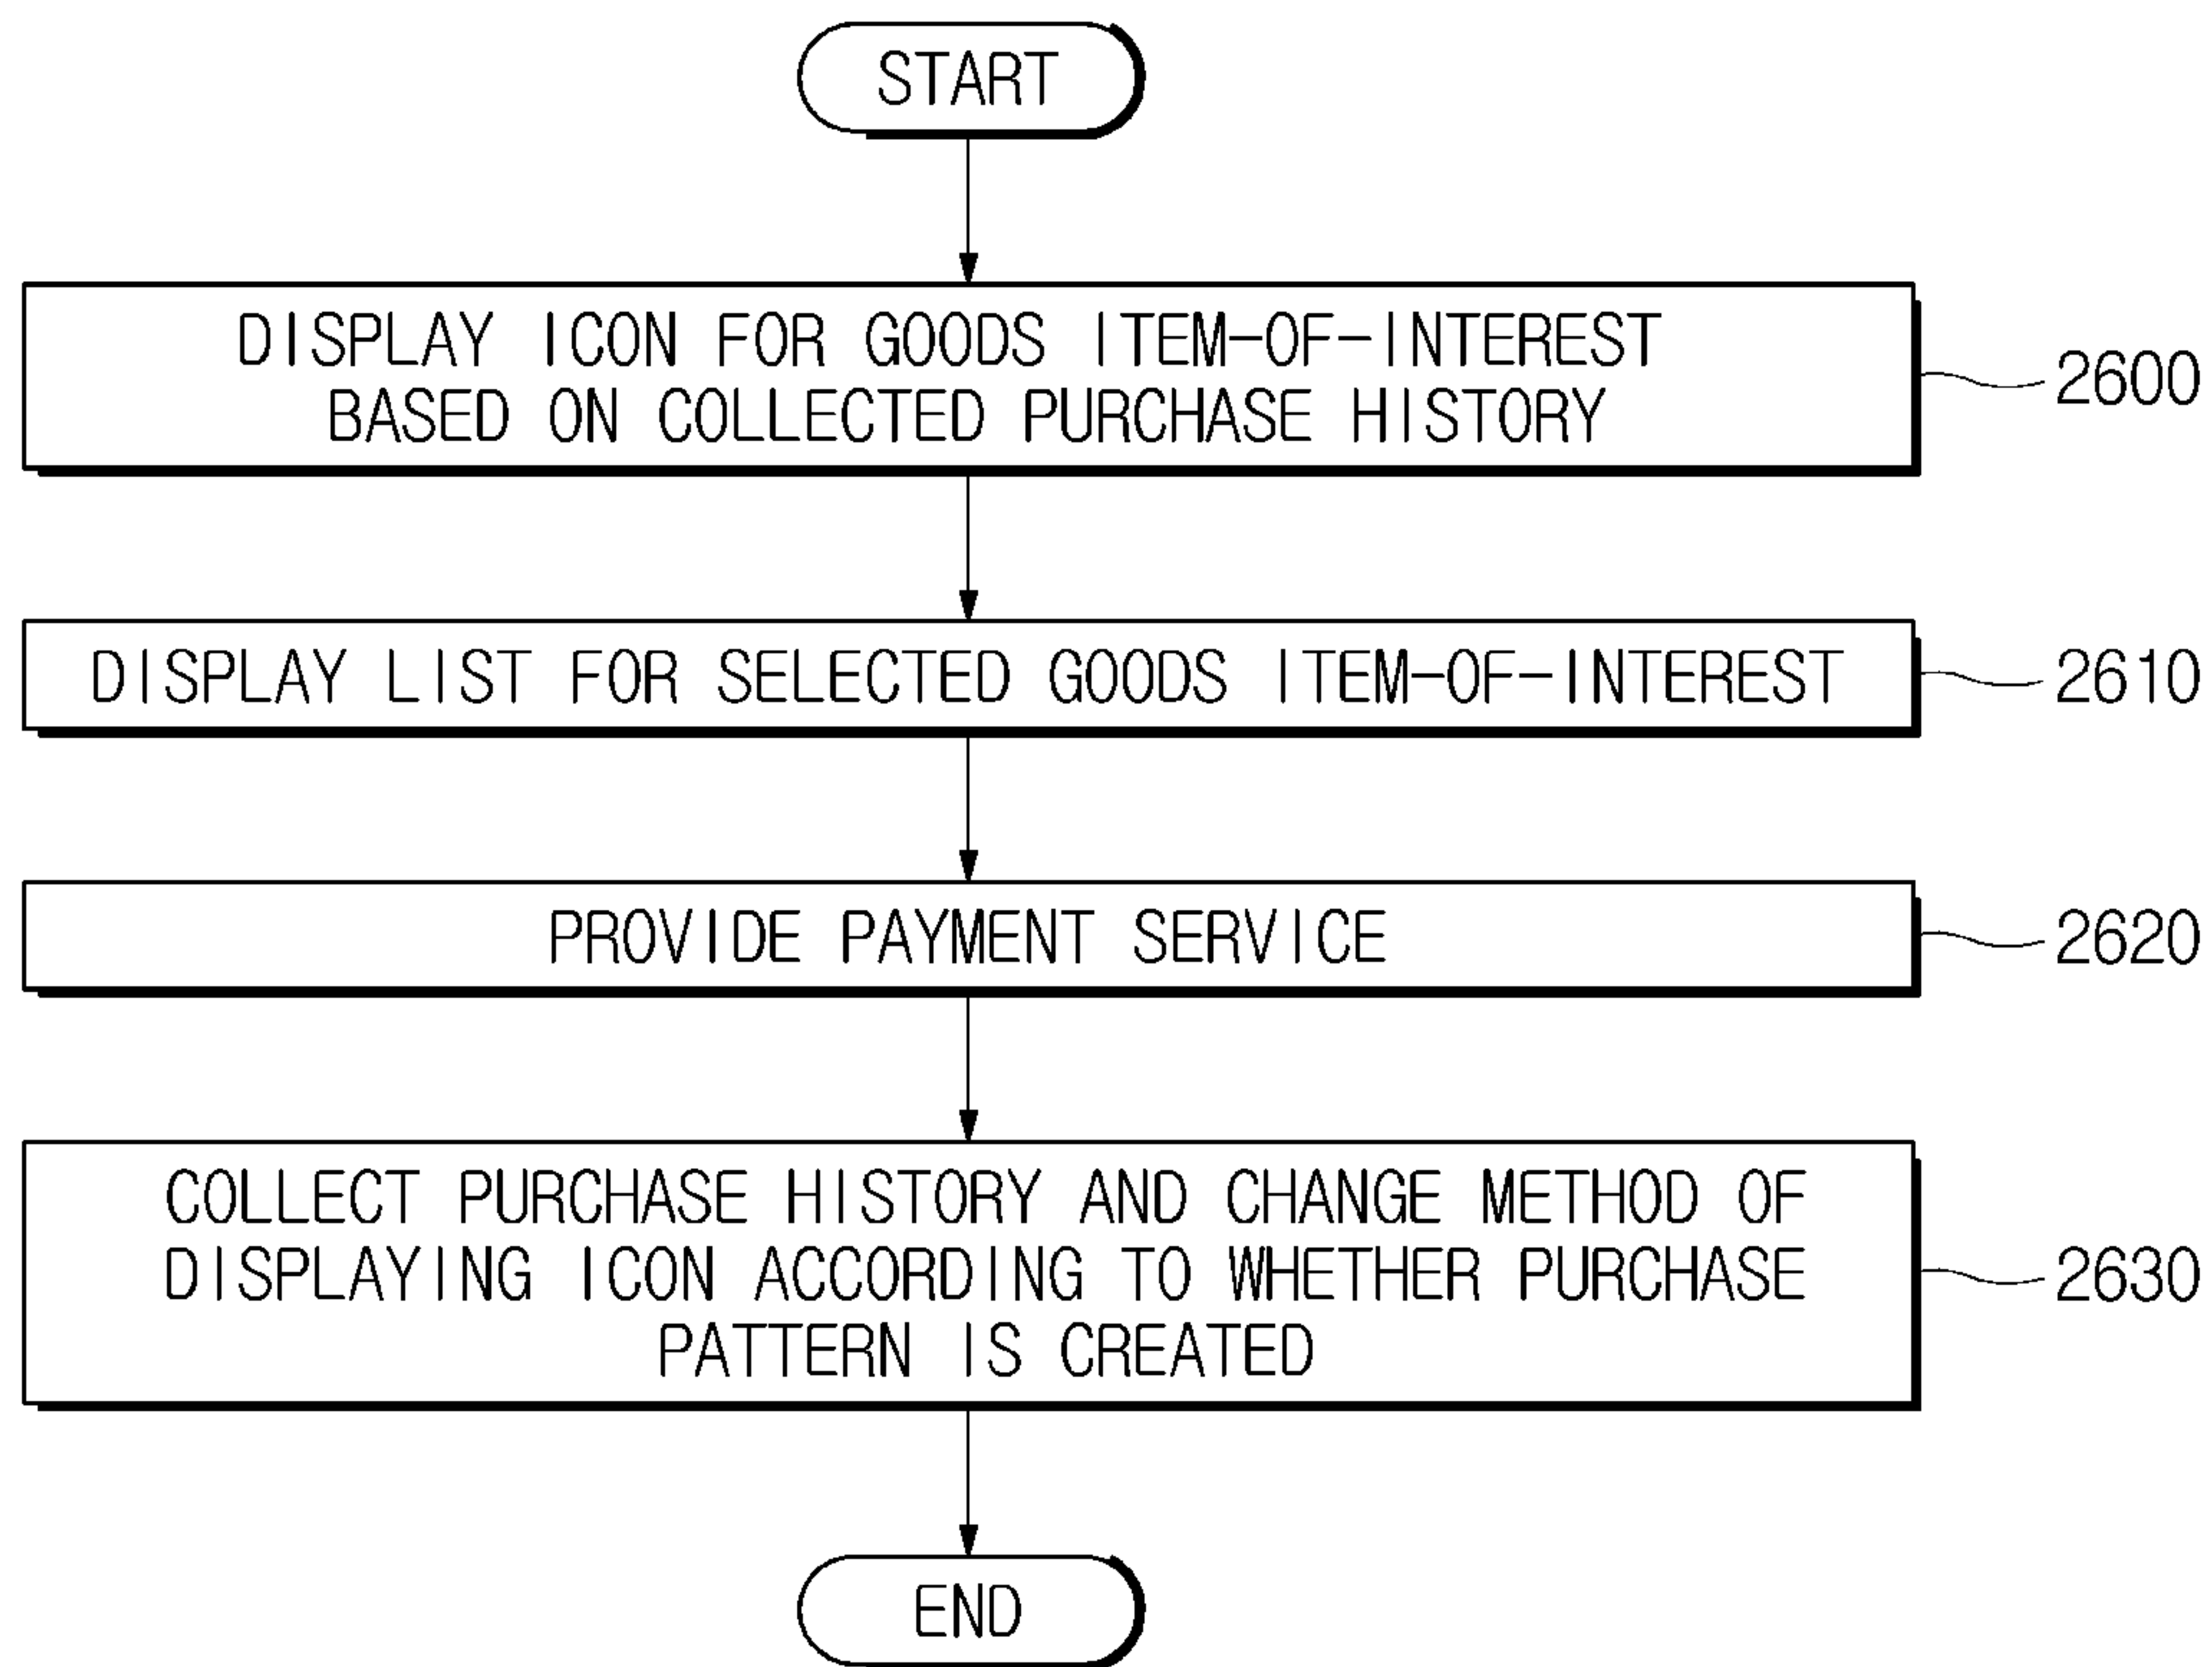 START
DISPLAY ICON FOR GOODS ITEM-OF-INTEREST
BASED ON COLLECTED PURCHASE HISTORY
2600
DISPLAY LIST FOR SELECTED GOODS ITEM-OF-INTEREST
2610
PROVIDE PAYMENT SERVICE
2620
COLLECT PURCHASE HISTORY AND CHANGE METHOD OF
DISPLAYING ICON ACCORDING TO WHETHER PURCHASE
PATTERN IS CREATED
2630
END